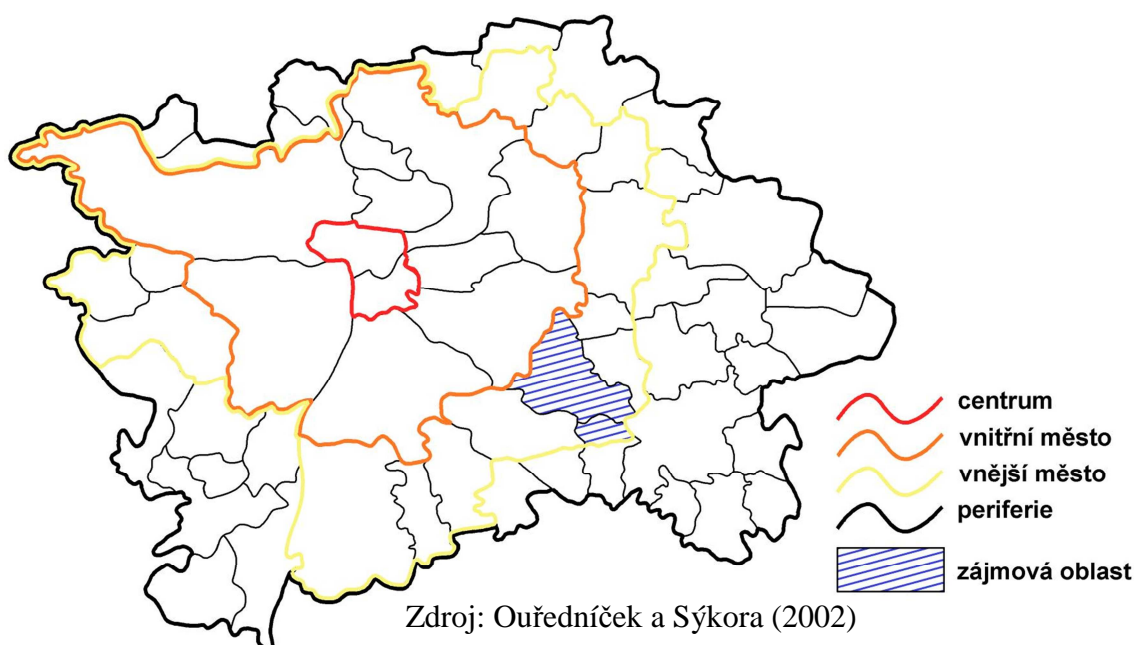 centrum
vnitřní město
vnější město
periferie
zájmová oblast
Zdroj: Ouředníček a Sýkora (2002)